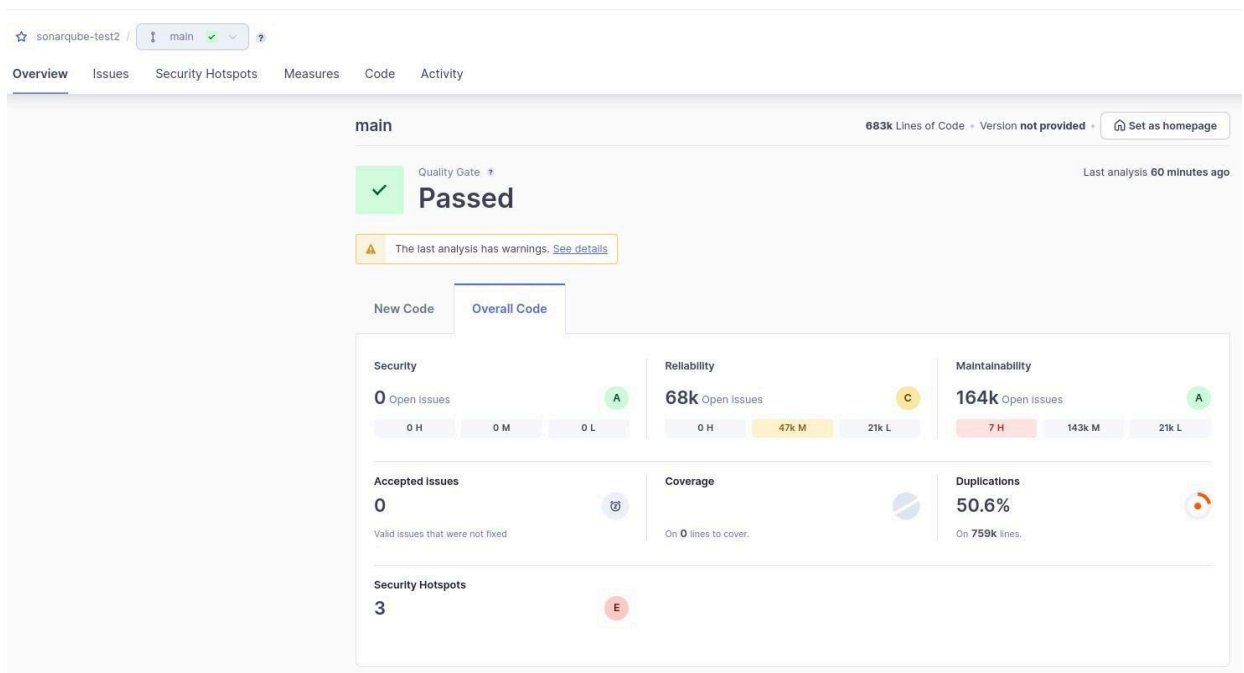 sonarqube-test2 / main ?
Overview Issues Security Hotspots Measures Code Activity
main 683k Lines of Code • Version not provided • Set as homepage
Quality Gate ? Last analysis 60 minutes ago
Passed
The last analysis has warnings. See details
New Code Overall Code
Security Reliability Maintainability
0 Open issues A 68k Open issues C 164k Open issues A
0 H 0 M 0 L 0 H 47k M 21k L 7 H 143k M 21k L
Accepted issues Coverage Duplications
0 50.6%
Valid issues that were not fixed On 0 lines to cover. On 759k lines.
Security Hotspots
3 E